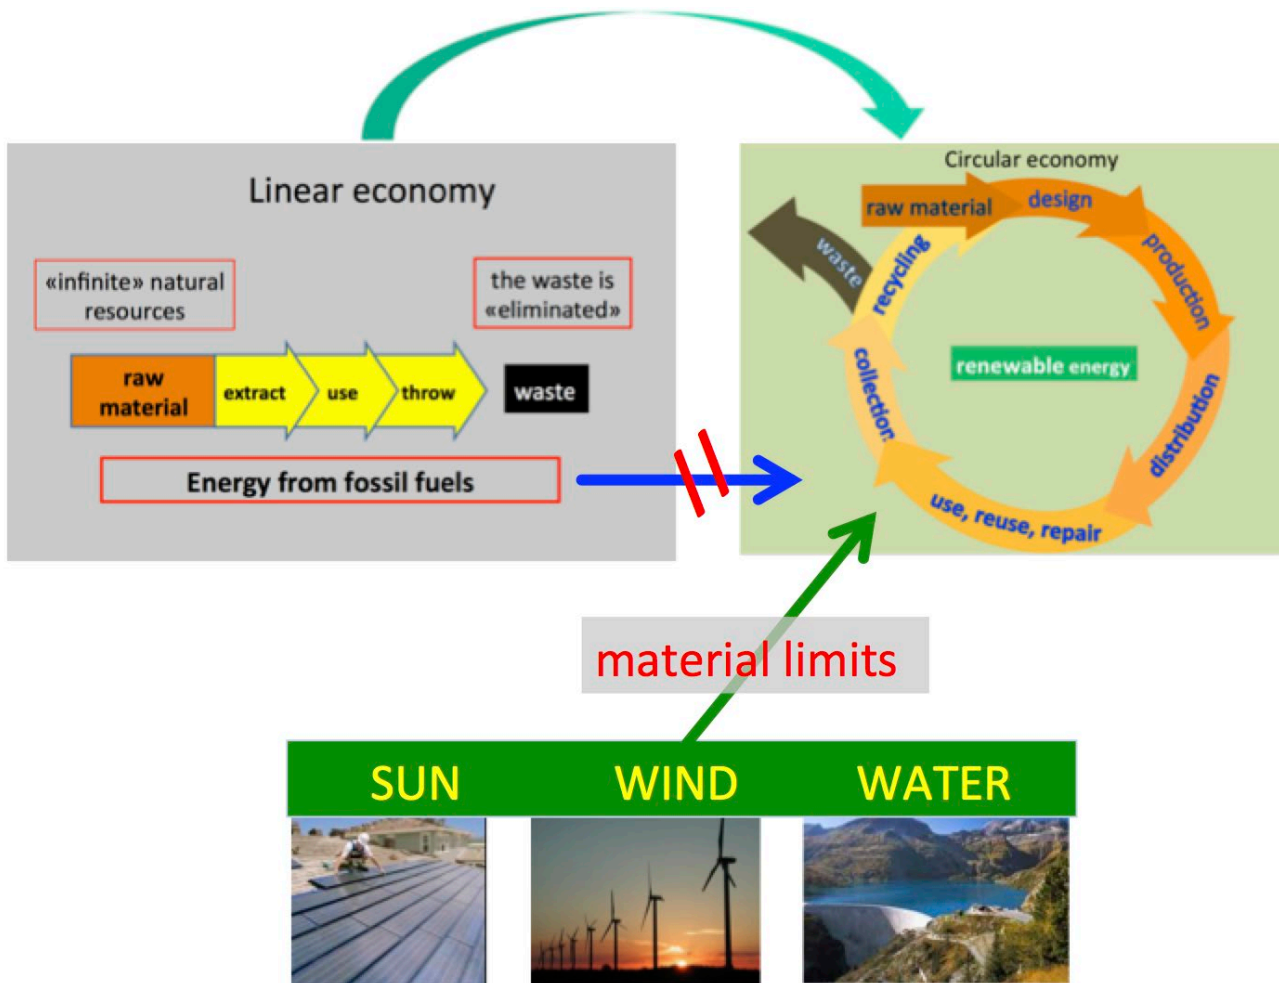 Linear economy
«infinite» natural
resources
the waste is
«eliminated»
raw
material
extract
use
throw
waste
Energy from fossil fuels
Circular economy
raw material
design
production
distribution
use, reuse, repair
collection
recycling
waste
renewable energy
material limits
SUN
WIND
WATER